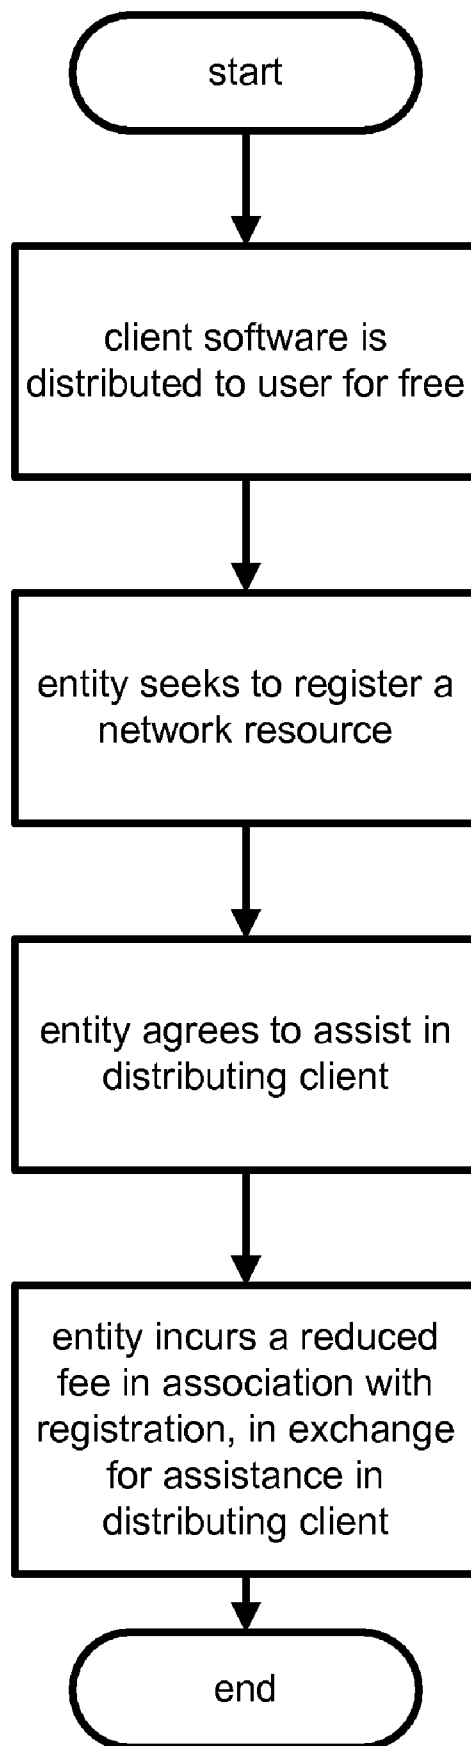 start
client software is
distributed to user for free
entity seeks to register a
network resource
entity agrees to assist in
distributing client
entity incurs a reduced
fee in association with
registration, in exchange
for assistance in
distributing client
end